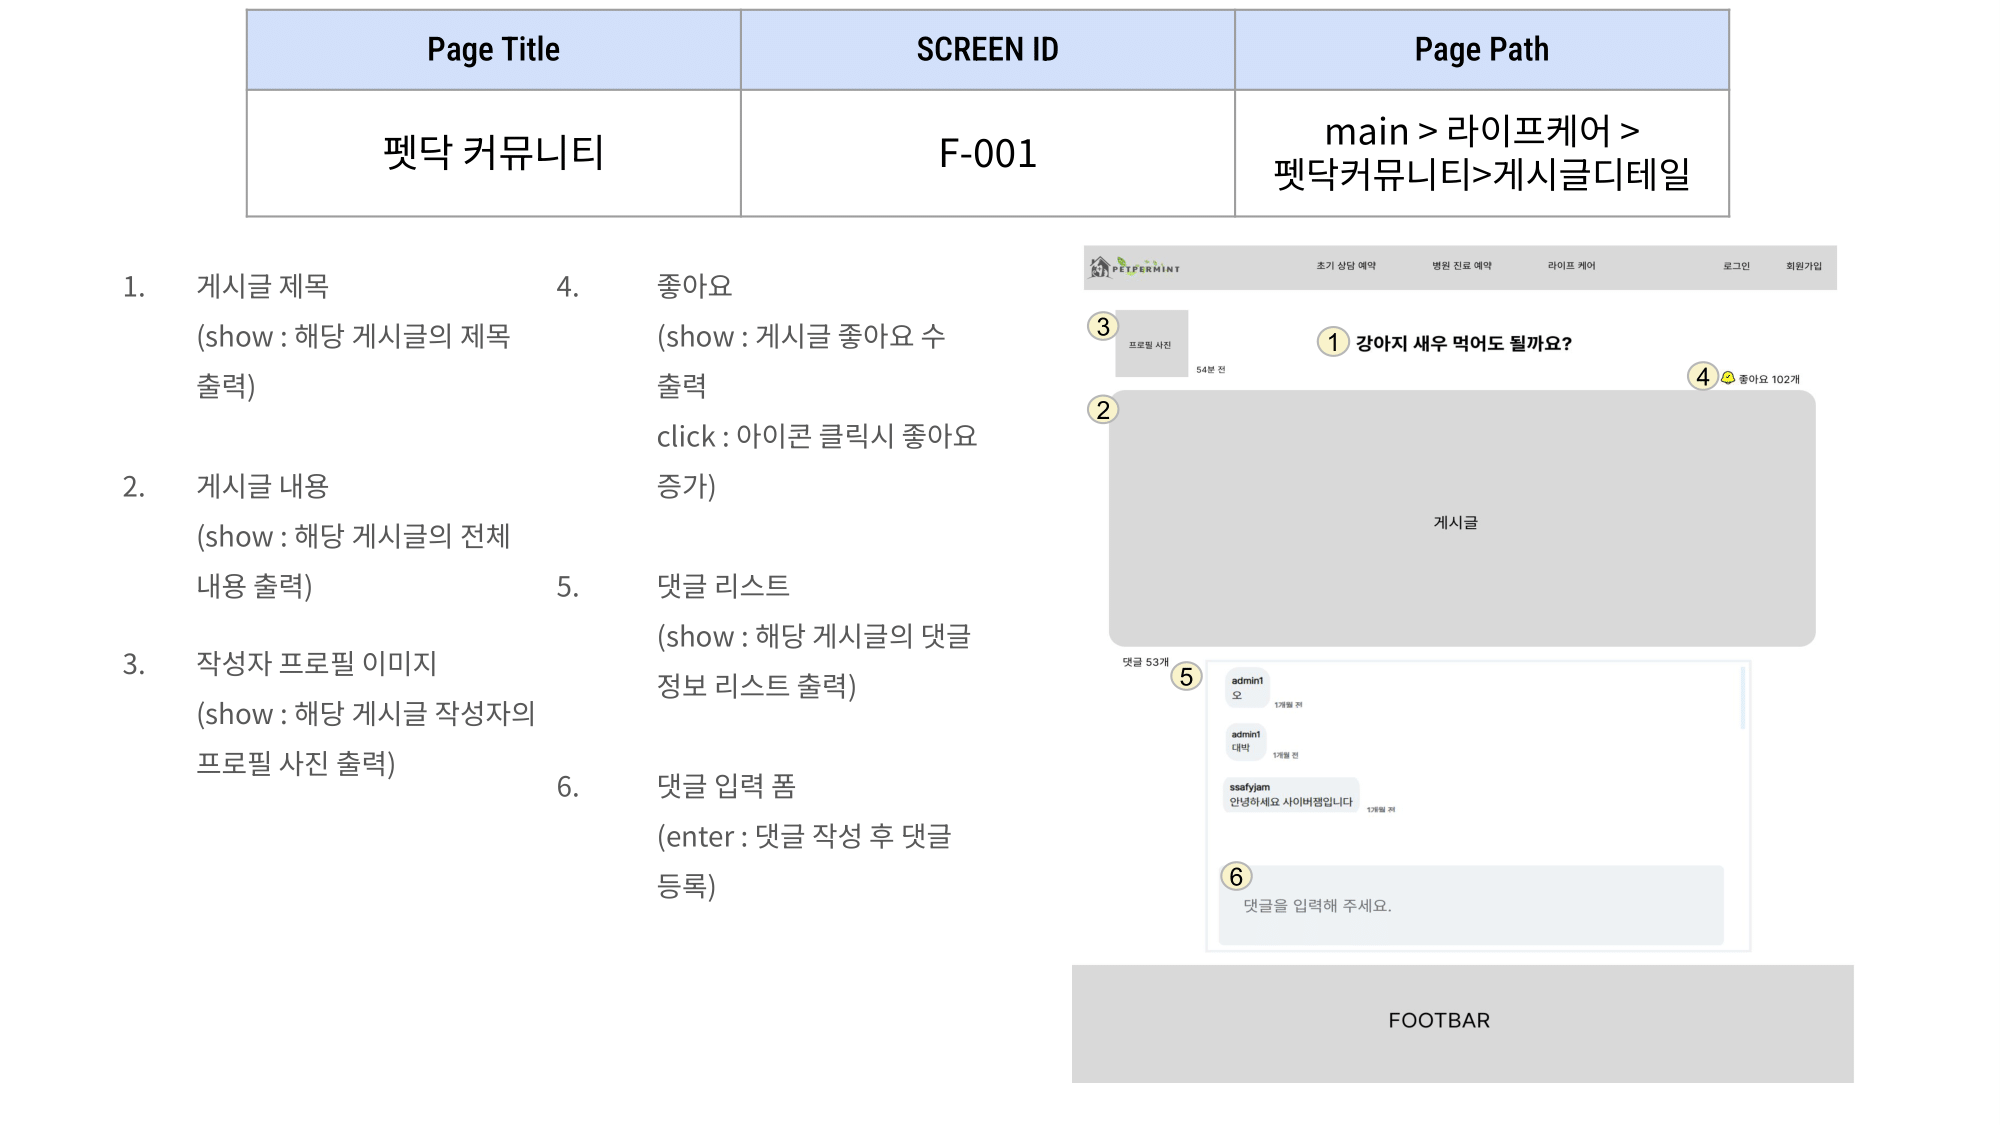 Page Title
SCREEN ID
Page Path
펫닥 커뮤니티
F-001
main > 라이프케어 >
펫닥커뮤니티>게시글디테일
1. 게시글 제목
(show : 해당 게시글의 제목
출력)
2. 게시글 내용
(show : 해당 게시글의 전체
내용 출력)
3. 작성자 프로필 이미지
(show : 해당 게시글 작성자의
프로필 사진 출력)
4. 좋아요
(show : 게시글 좋아요 수
출력
click : 아이콘 클릭시 좋아요
증가)
5. 댓글 리스트
(show : 해당 게시글의 댓글
정보 리스트 출력)
6. 댓글 입력 폼
(enter : 댓글 작성 후 댓글
등록)
PETPERMINT
초기 상담 예약
병원 진료 예약
라이프 케어
로그인
회원가입
3
프로필 사진
54분 전
1 강아지 새우 먹어도 될까요?
4 좋아요 102개
2
게시글
댓글 53개
5
admin1
오
1개월 전
admin1
대박
1개월 전
ssafyjam
안녕하세요 사이버잼입니다
1개월 전
6
댓글을 입력해 주세요.
FOOTBAR